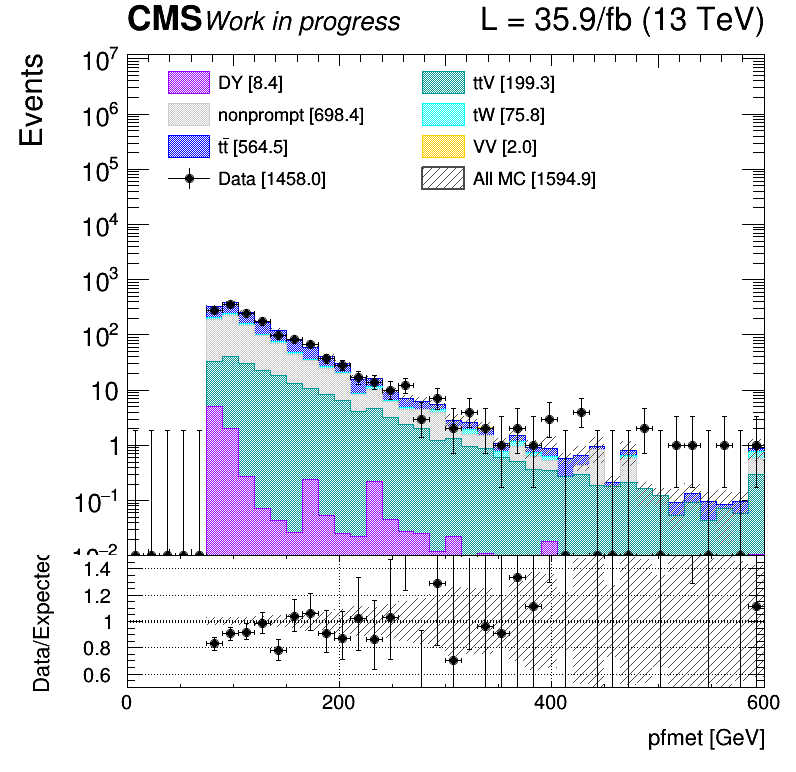 CMS Work in progress L = 35.9/fb (13 TeV)
Events
10⁷
10⁶
10⁵
10⁴
10³
10²
10
1
10⁻¹
10⁻²
DY [8.4] ttV [199.3]
nonprompt [698.4] tW [75.8]
tt̄ [564.5] VV [2.0]
Data [1458.0] All MC [1594.9]
Data/Expected
1.4
1.2
1
0.8
0.6
0 200 400 600
pfmet [GeV]